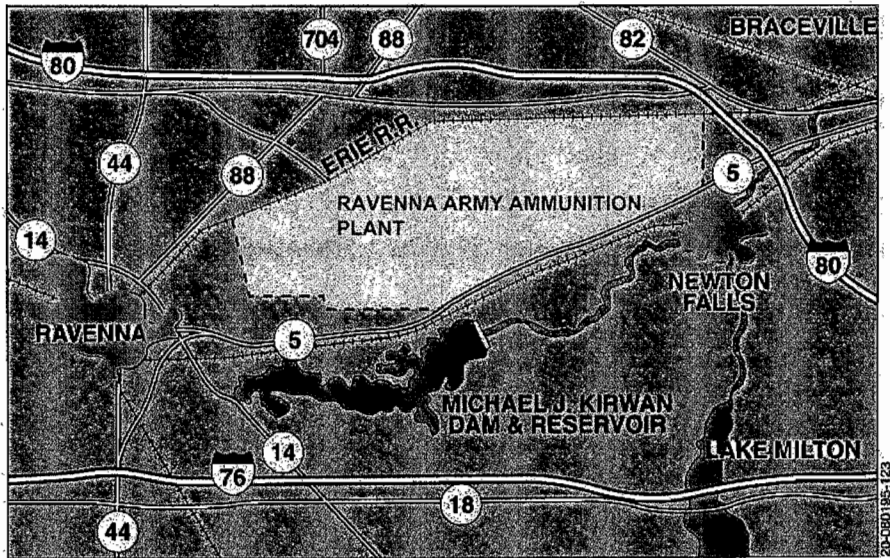 BRACEVILLE
704
88
82
80
44
ERIE R.R.
88
5
RAVENNA ARMY AMMUNITION
PLANT
14
80
NEWTON
FALLS
RAVENNA
5
MICHAEL J. KIRWAN
DAM & RESERVOIR
14
LAKE MILTON
76
18
44